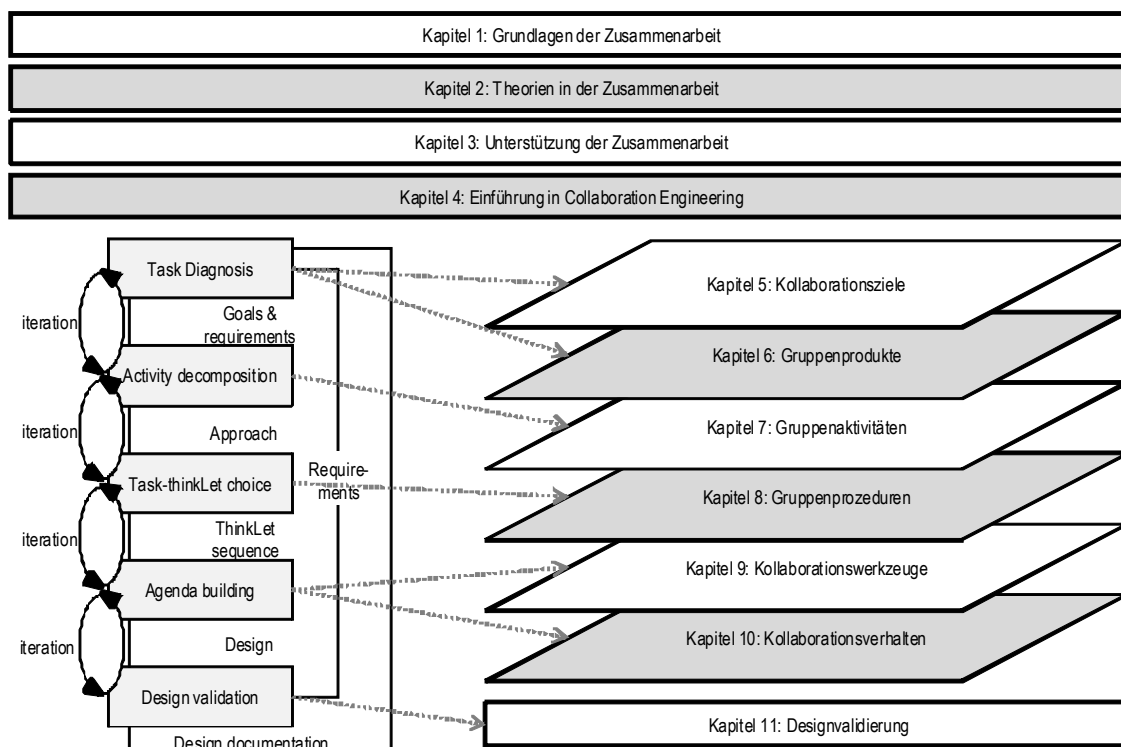 Kapitel 1: Grundlagen der Zusammenarbeit
Kapitel 2: Theorien in der Zusammenarbeit
Kapitel 3: Unterstützung der Zusammenarbeit
Kapitel 4: Einführung in Collaboration Engineering
Task Diagnosis
iteration
Goals &
requirements
Activity decomposition
iteration
Approach
Task-thinkLet choice
Require-
ments
iteration
ThinkLet
sequence
Agenda building
iteration
Design
Design validation
Design documentation
Kapitel 5: Kollaborationsziele
Kapitel 6: Gruppenprodukte
Kapitel 7: Gruppenaktivitäten
Kapitel 8: Gruppenprozeduren
Kapitel 9: Kollaborationswerkzeuge
Kapitel 10: Kollaborationsverhalten
Kapitel 11: Designvalidierung